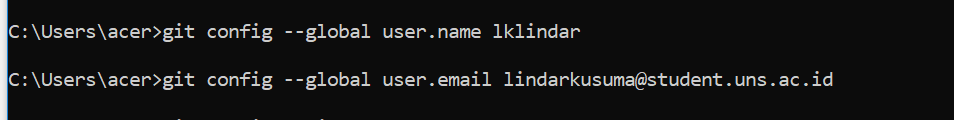 C:\Users\acer>git config --global user.name lklindar
C:\Users\acer>git config --global user.email lindarkusuma@student.uns.ac.id